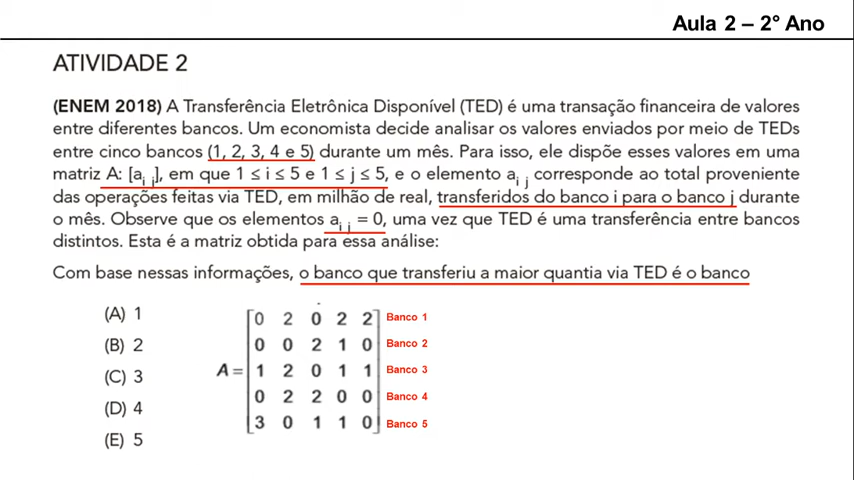 Aula 2 – 2° Ano
ATIVIDADE 2
(ENEM 2018) A Transferência Eletrônica Disponível (TED) é uma transação financeira de valores
entre diferentes bancos. Um economista decide analisar os valores enviados por meio de TEDs
entre cinco bancos (1, 2, 3, 4 e 5) durante um mês. Para isso, ele dispõe esses valores em uma
matriz A: [a i j], em que 1 ≤ i ≤ 5 e 1 ≤ j ≤ 5, e o elemento a i j corresponde ao total proveniente
das operações feitas via TED, em milhão de real, transferidos do banco i para o banco j durante
o mês. Observe que os elementos a i j = 0, uma vez que TED é uma transferência entre bancos
distintos. Esta é a matriz obtida para essa análise:
Com base nessas informações, o banco que transferiu a maior quantia via TED é o banco
(A) 1
(B) 2
(C) 3
(D) 4
(E) 5
0 2 0 2 2 Banco 1
0 0 2 1 0 Banco 2
A = 1 2 0 1 1 Banco 3
0 2 2 0 0 Banco 4
3 0 1 1 0 Banco 5